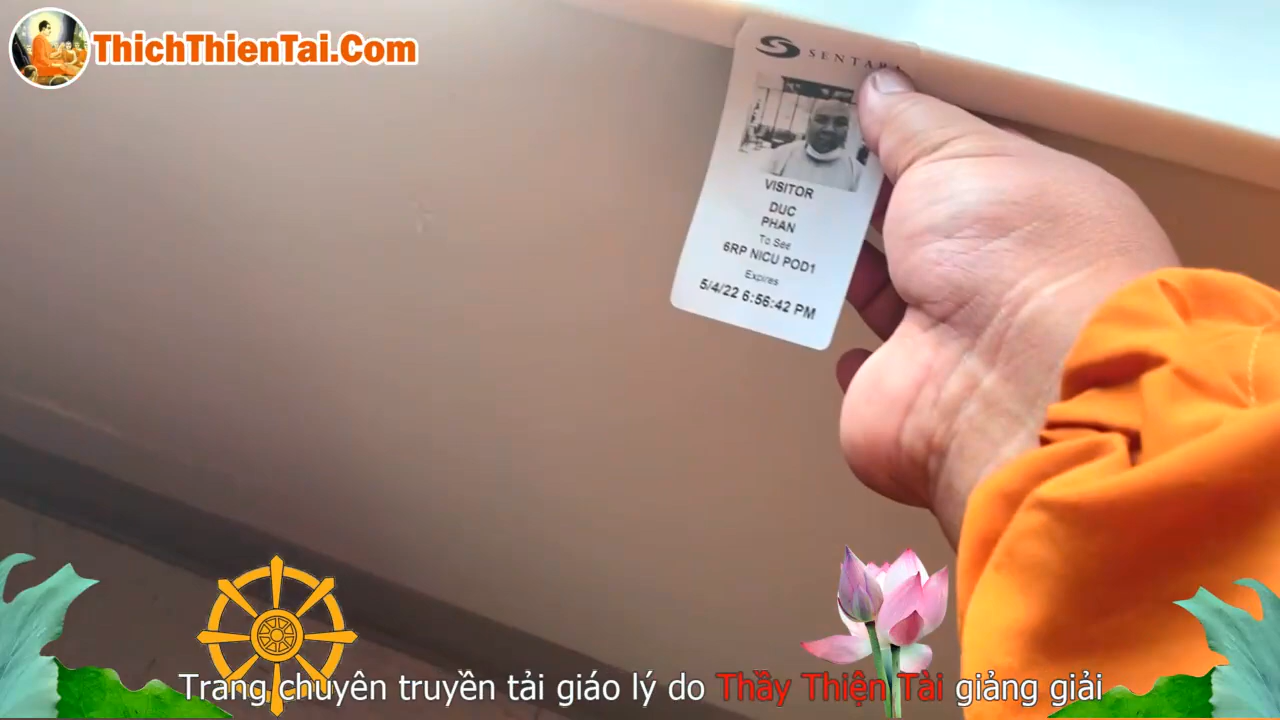 ThichThienTai.Com
SENTARA
VISITOR
DUC
PHAN
To See
6RP NICU POD1
Expires
5/4/22 6:56:42 PM
Trang chuyên truyền tải giáo lý do Thầy Thiện Tài giảng giải